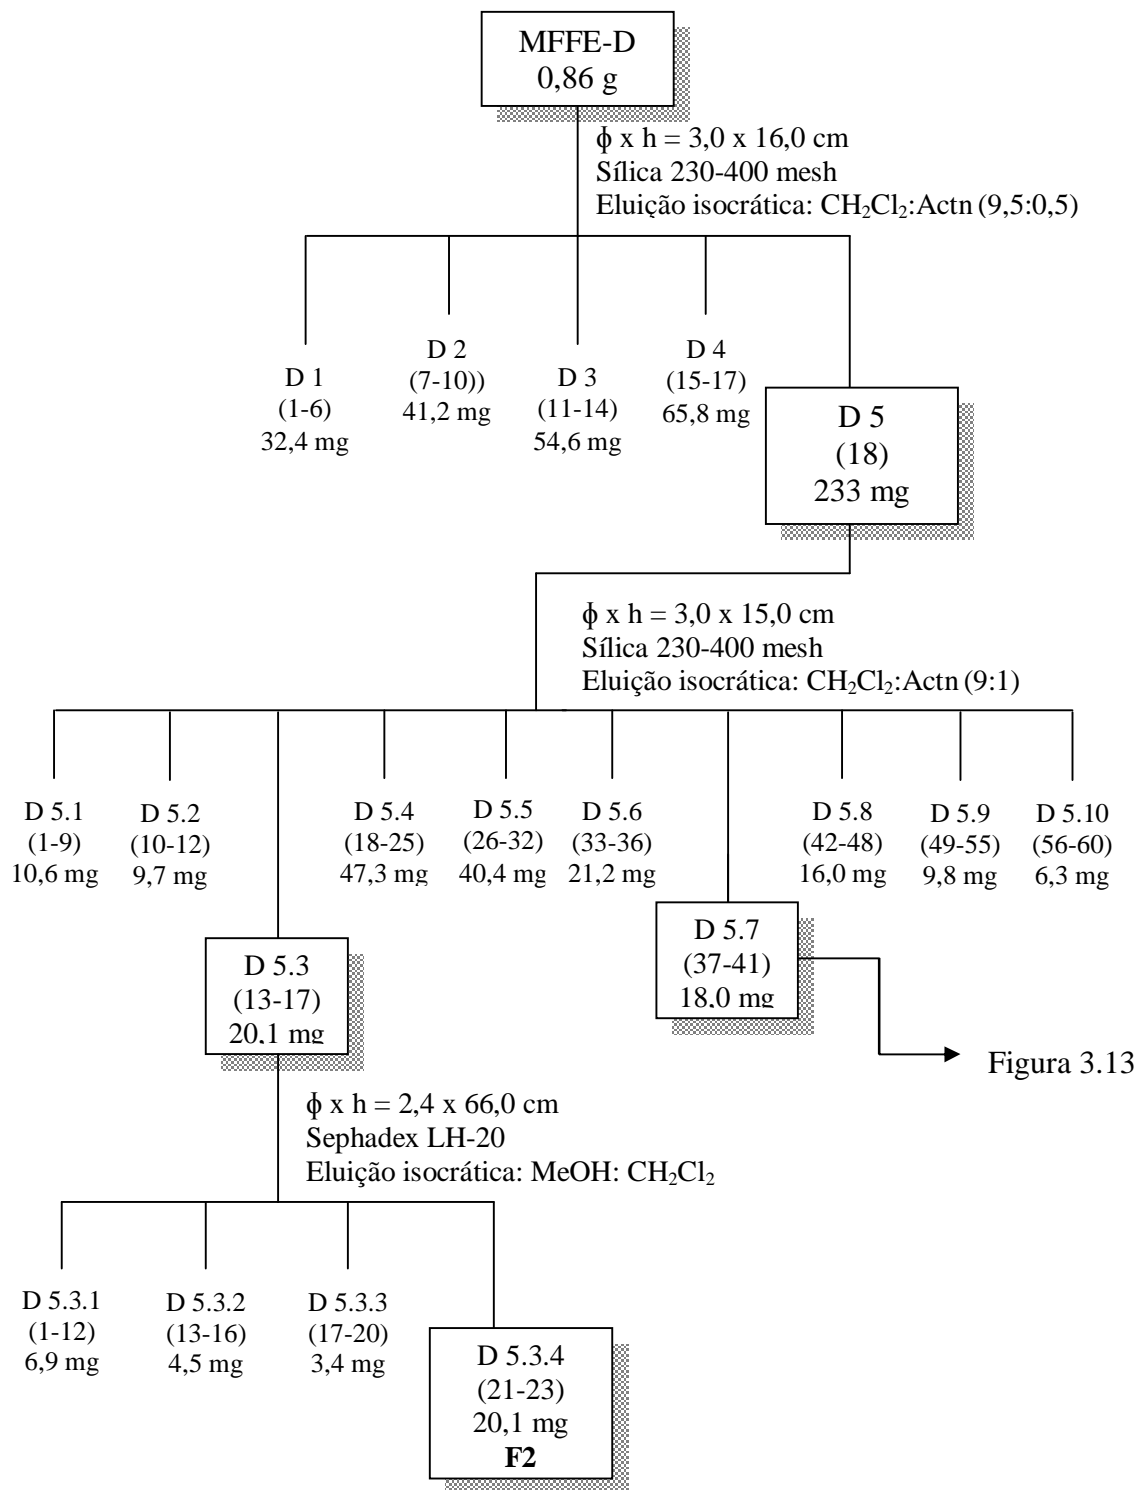 MFFE-D
0,86 g
ϕ x h = 3,0 x 16,0 cm
Sílica 230-400 mesh
Eluição isocrática: CH₂Cl₂:Actn (9,5:0,5)
D 1
(1-6)
32,4 mg
D 2
(7-10))
41,2 mg
D 3
(11-14)
54,6 mg
D 4
(15-17)
65,8 mg
D 5
(18)
233 mg
ϕ x h = 3,0 x 15,0 cm
Sílica 230-400 mesh
Eluição isocrática: CH₂Cl₂:Actn (9:1)
D 5.1
(1-9)
10,6 mg
D 5.2
(10-12)
9,7 mg
D 5.3
(13-17)
20,1 mg
D 5.4
(18-25)
47,3 mg
D 5.5
(26-32)
40,4 mg
D 5.6
(33-36)
21,2 mg
D 5.7
(37-41)
18,0 mg
D 5.8
(42-48)
16,0 mg
D 5.9
(49-55)
9,8 mg
D 5.10
(56-60)
6,3 mg
Figura 3.13
ϕ x h = 2,4 x 66,0 cm
Sephadex LH-20
Eluição isocrática: MeOH: CH₂Cl₂
D 5.3.1
(1-12)
6,9 mg
D 5.3.2
(13-16)
4,5 mg
D 5.3.3
(17-20)
3,4 mg
D 5.3.4
(21-23)
20,1 mg
F2